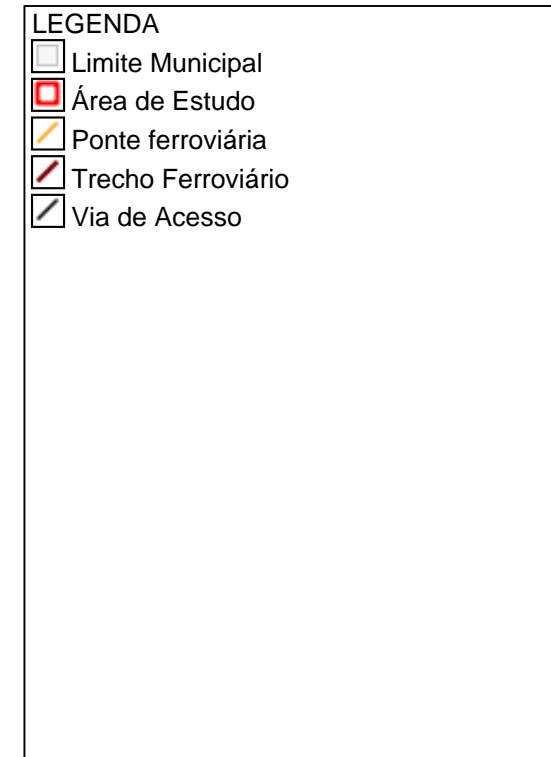 LEGENDA
Limite Municipal
Área de Estudo
Ponte ferroviária
Trecho Ferroviário
Via de Acesso